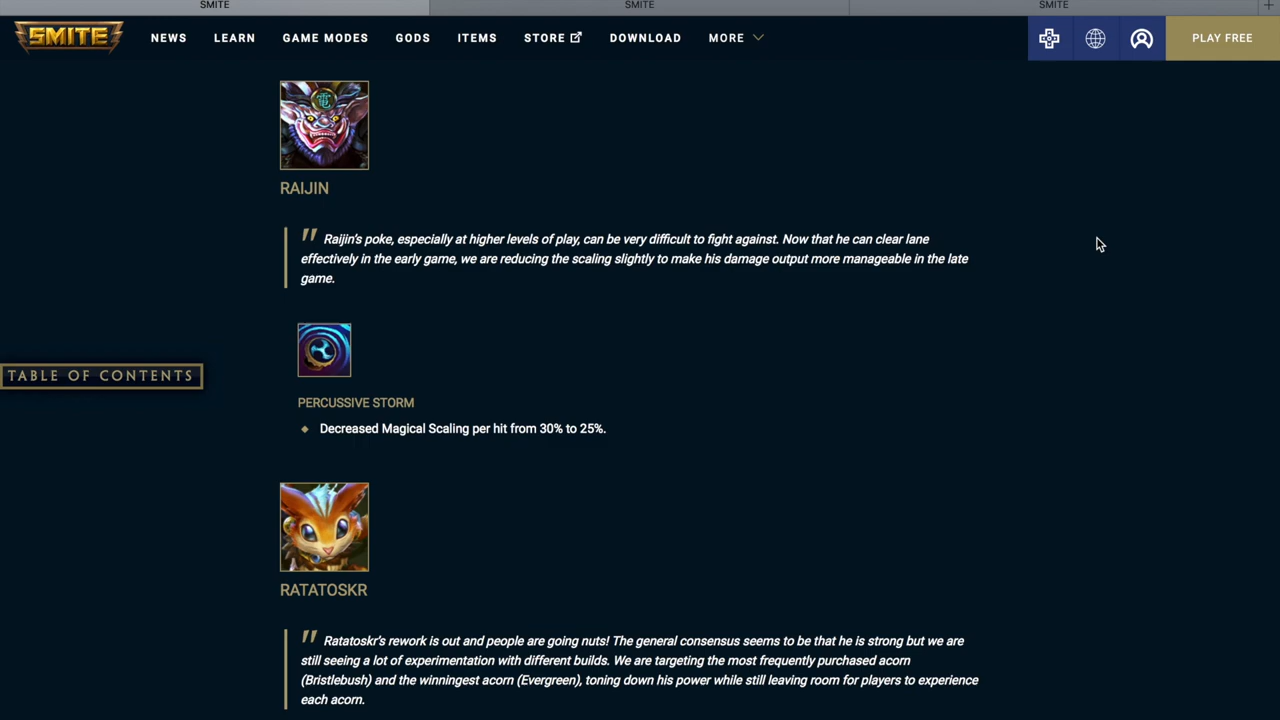 SMITE
SMITE
SMITE
+
SMITE
NEWS
LEARN
GAME MODES
GODS
ITEMS
STORE
DOWNLOAD
MORE
PLAY FREE
電
RAIJIN
" Raijin's poke, especially at higher levels of play, can be very difficult to fight against. Now that he can clear lane
effectively in the early game, we are reducing the scaling slightly to make his damage output more manageable in the late
game.
TABLE OF CONTENTS
PERCUSSIVE STORM
Decreased Magical Scaling per hit from 30% to 25%.
RATATOSKR
" Ratatoskr's rework is out and people are going nuts! The general consensus seems to be that he is strong but we are
still seeing a lot of experimentation with different builds. We are targeting the most frequently purchased acorn
(Bristlebush) and the winningest acorn (Evergreen), toning down his power while still leaving room for players to experience
each acorn.